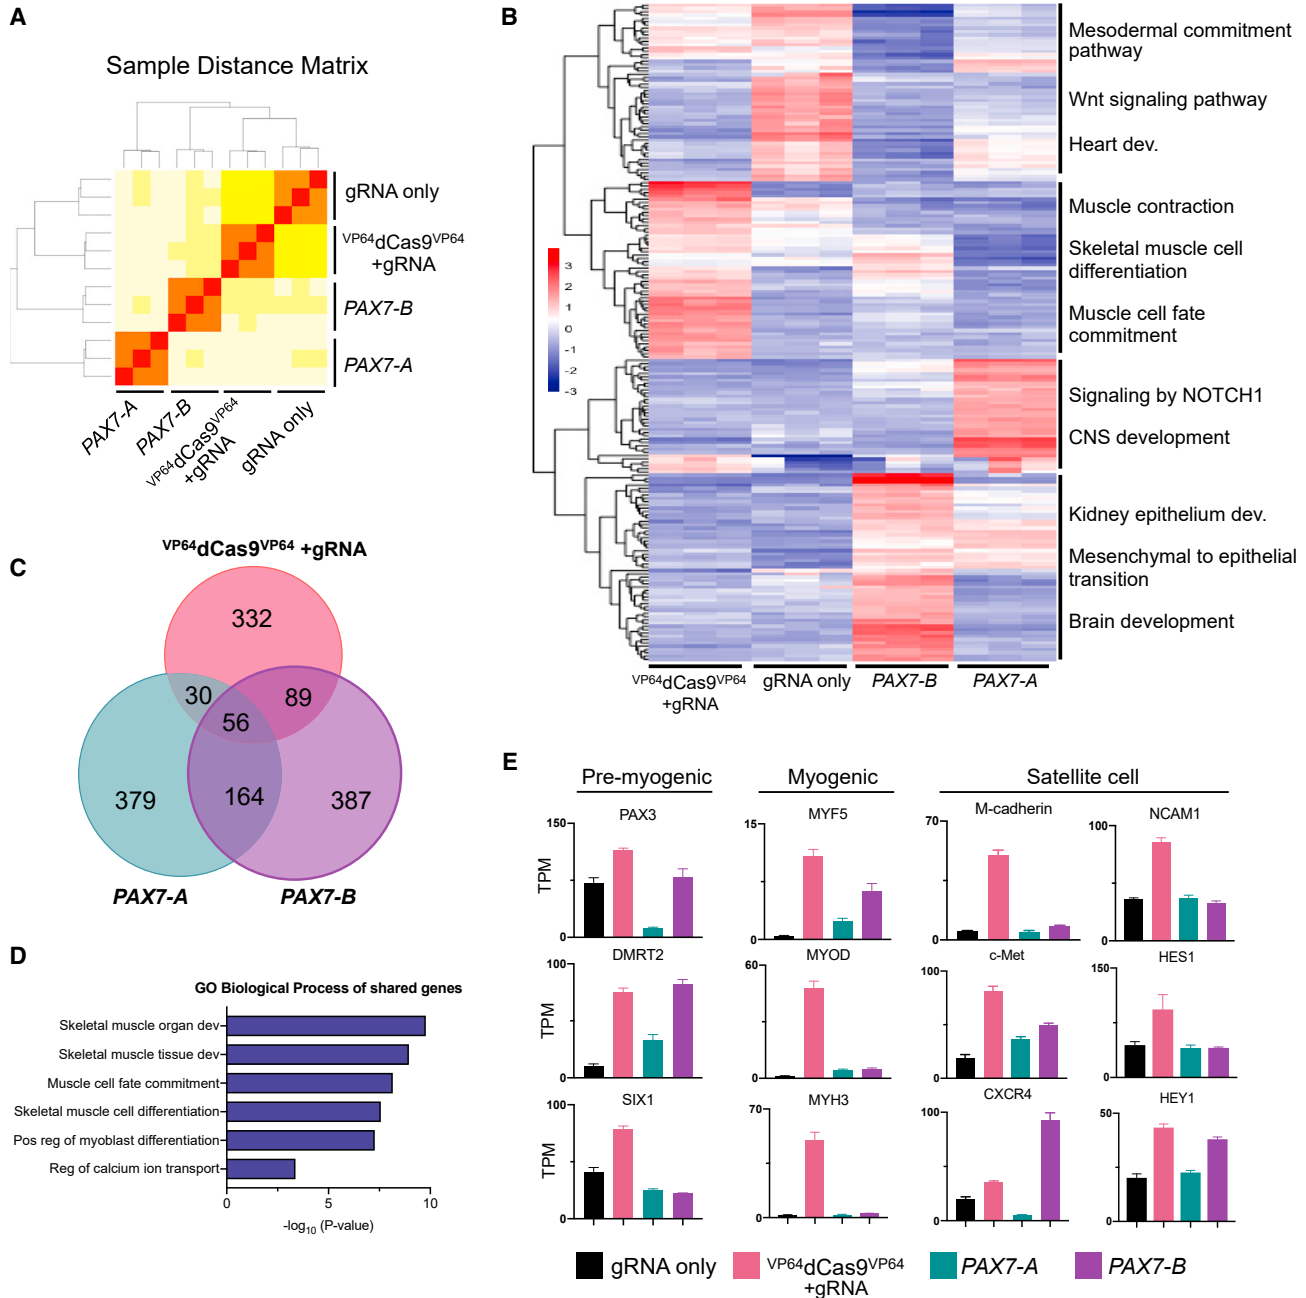 A
Sample Distance Matrix
gRNA only
VP64dCas9VP64
+gRNA
PAX7-B
PAX7-A
PAX7-A
PAX7-B
VP64dCas9VP64
+gRNA
gRNA only
B
Mesodermal commitment
pathway
Wnt signaling pathway
Heart dev.
Muscle contraction
Skeletal muscle cell
differentiation
Muscle cell fate
commitment
Signaling by NOTCH1
CNS development
Kidney epithelium dev.
Mesenchymal to epithelial
transition
Brain development
3
2
1
0
-1
-2
-3
VP64dCas9VP64
+gRNA
gRNA only
PAX7-B
PAX7-A
C
VP64dCas9VP64 +gRNA
332
30
89
56
379
164
387
PAX7-A
PAX7-B
D
GO Biological Process of shared genes
Skeletal muscle organ dev
Skeletal muscle tissue dev
Muscle cell fate commitment
Skeletal muscle cell differentiation
Pos reg of myoblast differentiation
Reg of calcium ion transport
0
5
10
-log10 (P-value)
E
Pre-myogenic
Myogenic
Satellite cell
PAX3
150
0
TPM
MYF5
15
0
M-cadherin
70
0
NCAM1
100
0
DMRT2
100
0
MYOD
60
0
c-Met
100
0
HES1
150
0
SIX1
100
0
TPM
MYH3
70
0
CXCR4
100
0
HEY1
50
0
gRNA only
VP64dCas9VP64
+gRNA
PAX7-A
PAX7-B